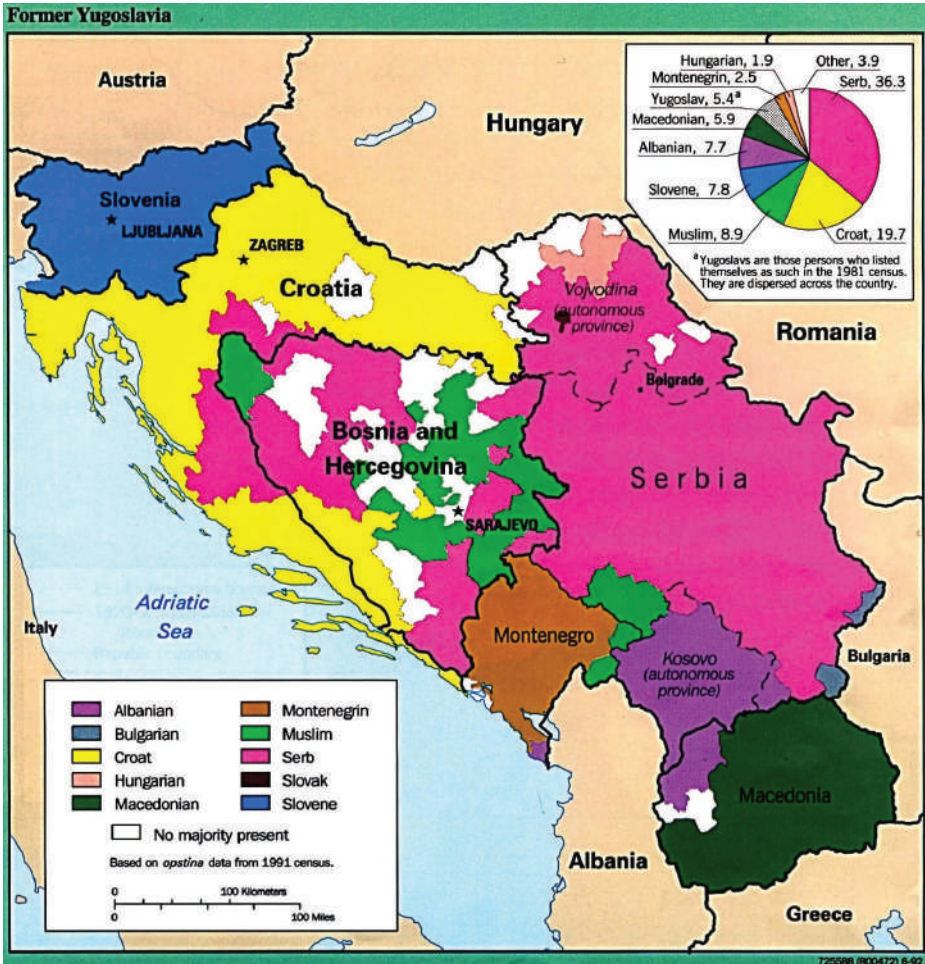 Former Yugoslavia
Austria
Hungary
Slovenia
LJUBLJANA
ZAGREB
Croatia
Vojvodina
(autonomous
province)
Romania
Belgrade
Bosnia and
Hercegovina
Serbia
SARAJEVO
Adriatic
Sea
Italy
Montenegro
Kosovo
(autonomous
province)
Bulgaria
Macedonia
Albania
Greece
Hungarian, 1.9
Other, 3.9
Montenegrin, 2.5
Serb, 36.3
Yugoslav, 5.4ᵃ
Macedonian, 5.9
Albanian, 7.7
Slovene, 7.8
Muslim, 8.9
Croat, 19.7
ᵃ Yugoslavs are those persons who listed
themselves as such in the 1981 census.
They are dispersed across the country.
Albanian
Montenegrin
Bulgarian
Muslim
Croat
Serb
Hungarian
Slovak
Macedonian
Slovene
No majority present
Based on opstina data from 1991 census.
0 100 Kilometers
0 100 Miles
725588 (B00472) 6-92